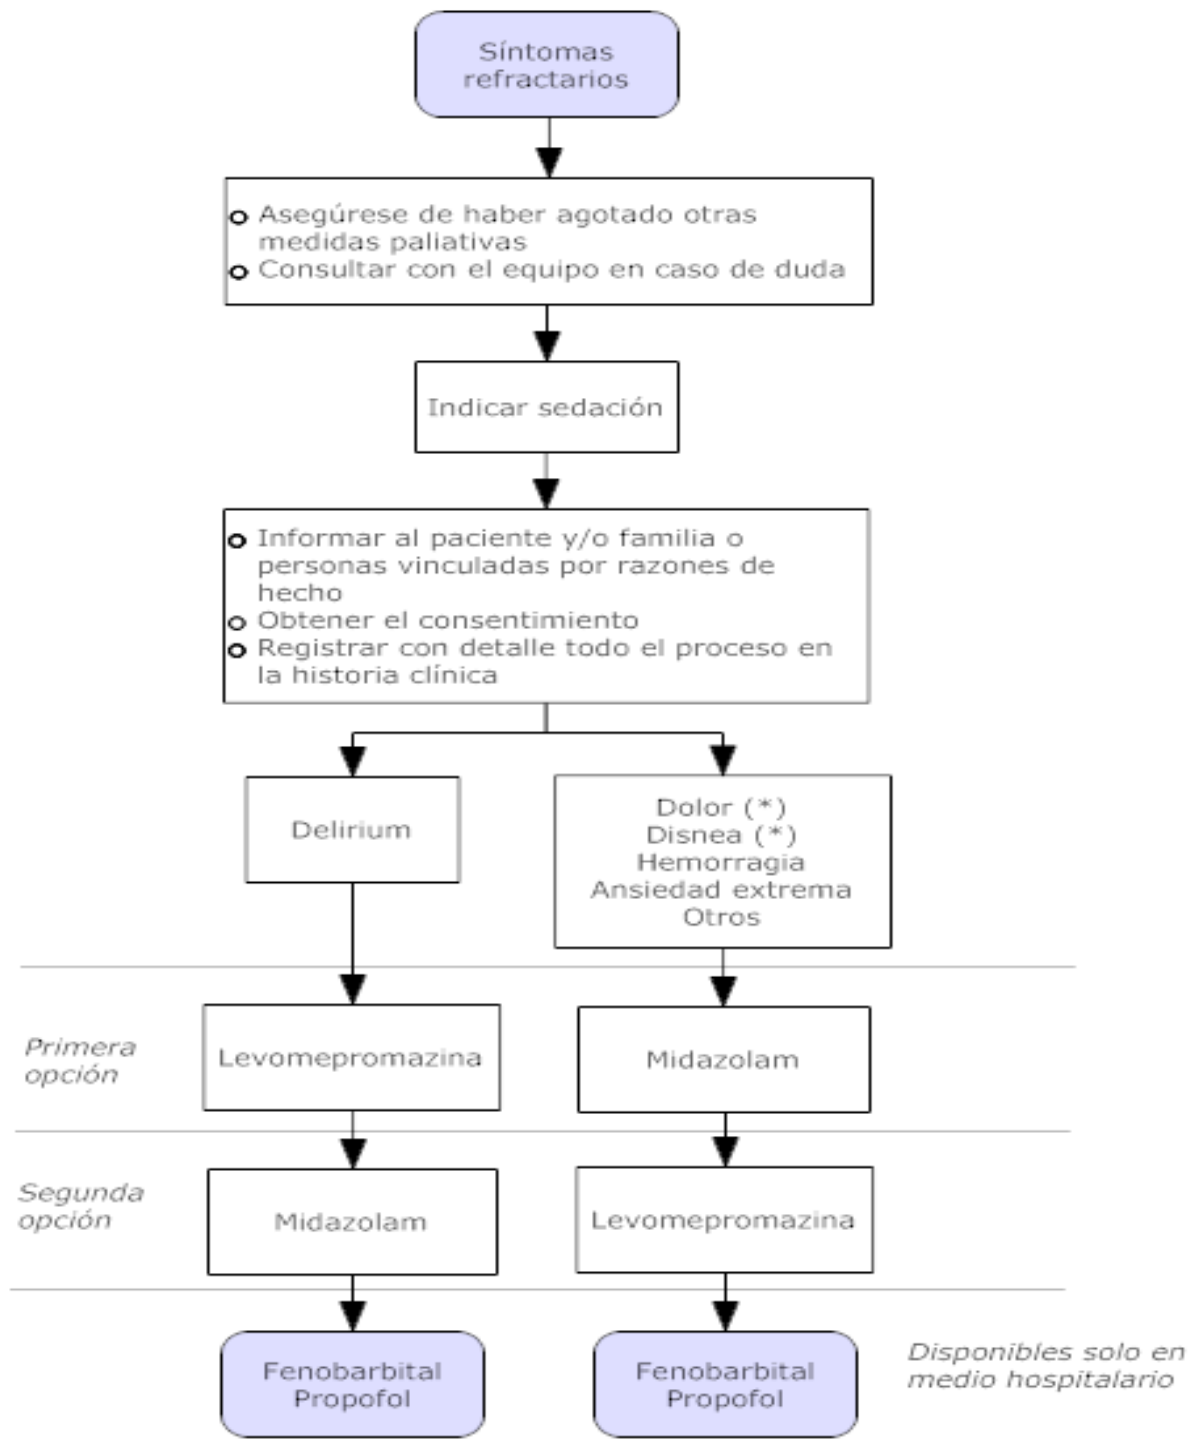 Síntomas
refractarios
Asegúrese de haber agotado otras
medidas paliativas
Consultar con el equipo en caso de duda
Indicar sedación
Informar al paciente y/o familia o
personas vinculadas por razones de
hecho
Obtener el consentimiento
Registrar con detalle todo el proceso en
la historia clínica
Delirium
Dolor (*)
Disnea (*)
Hemorragia
Ansiedad extrema
Otros
Primera
opción
Levomepromazina
Midazolam
Segunda
opción
Midazolam
Levomepromazina
Fenobarbital
Propofol
Fenobarbital
Propofol
Disponibles solo en
medio hospitalario